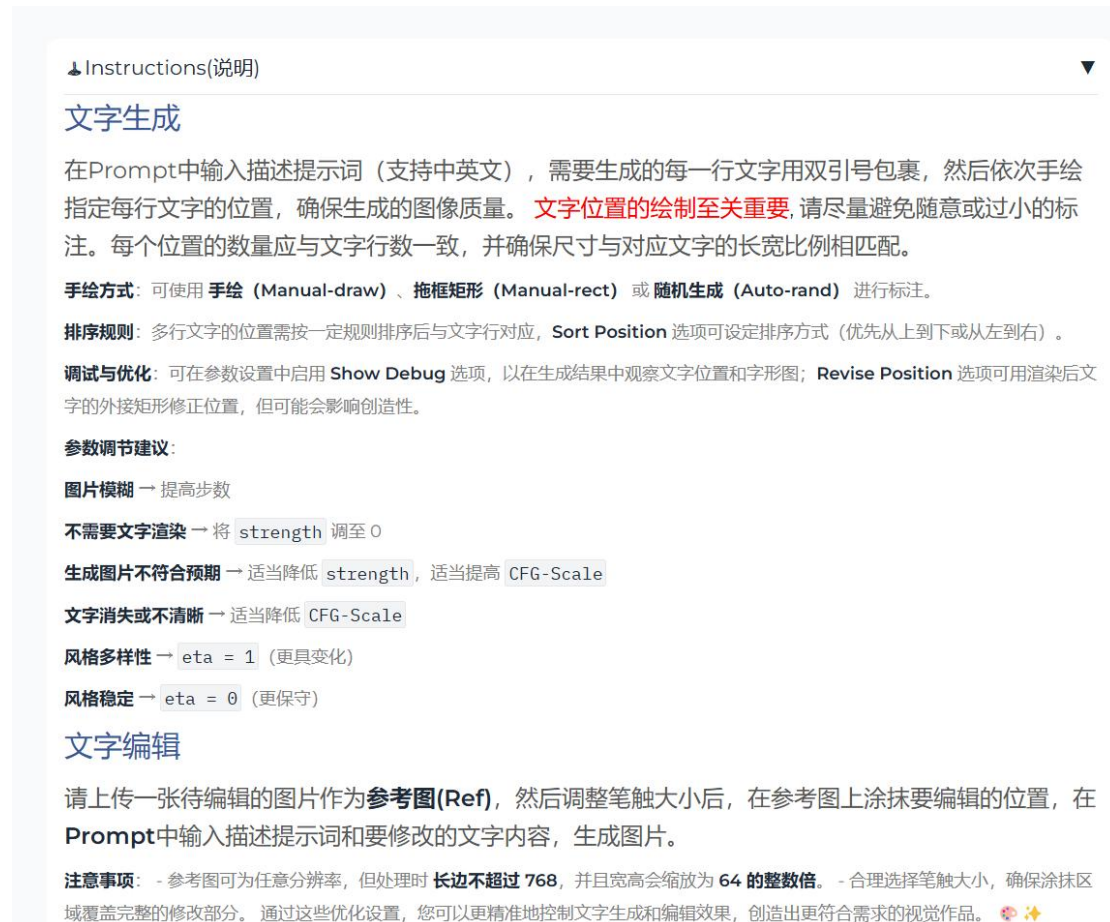 Instructions(说明) ▼
文字生成
在Prompt中输入描述提示词（支持中英文），需要生成的每一行文字用双引号包裹，然后依次手绘
指定每行文字的位置，确保生成的图像质量。 文字位置的绘制至关重要, 请尽量避免随意或过小的标
注。每个位置的数量应与文字行数一致，并确保尺寸与对应文字的长宽比例相匹配。
手绘方式：可使用 手绘（Manual-draw）、拖框矩形（Manual-rect） 或 随机生成（Auto-rand） 进行标注。
排序规则：多行文字的位置需按一定规则排序后与文字行对应，Sort Position 选项可设定排序方式（优先从上到下或从左到右）。
调试与优化：可在参数设置中启用 Show Debug 选项，以在生成结果中观察文字位置和字形图；Revise Position 选项可用渲染后文
字的外接矩形修正位置，但可能会影响创造性。
参数调节建议：
图片模糊 → 提高步数
不需要文字渲染 → 将 strength 调至 0
生成图片不符合预期 → 适当降低 strength，适当提高 CFG-Scale
文字消失或不清晰 → 适当降低 CFG-Scale
风格多样性 → eta = 1（更具变化）
风格稳定 → eta = 0（更保守）
文字编辑
请上传一张待编辑的图片作为参考图(Ref)，然后调整笔触大小后，在参考图上涂抹要编辑的位置，在
Prompt中输入描述提示词和要修改的文字内容，生成图片。
注意事项： - 参考图可为任意分辨率，但处理时 长边不超过 768，并且宽高会缩放为 64 的整数倍。 - 合理选择笔触大小，确保涂抹区
域覆盖完整的修改部分。 通过这些优化设置，您可以更精准地控制文字生成和编辑效果，创造出更符合需求的视觉作品。 🎨✨